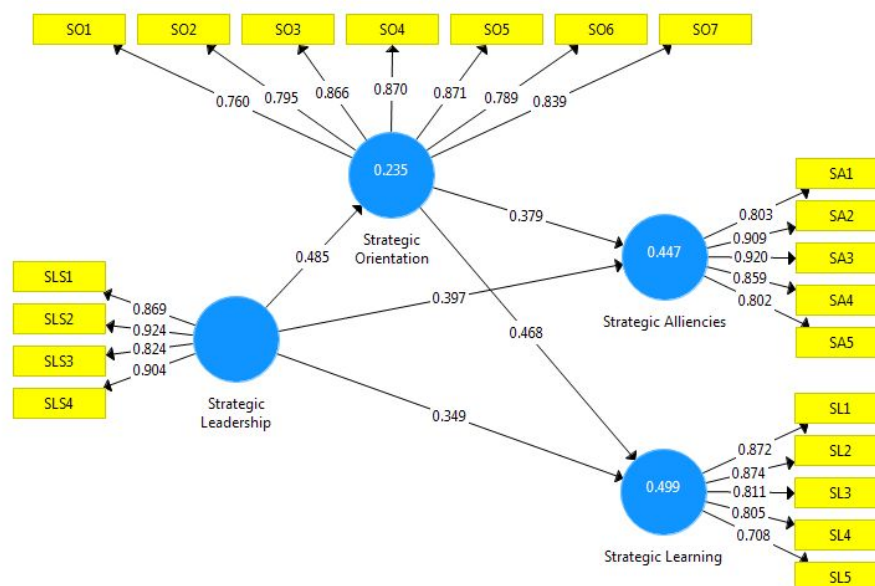 SO1
SO2
SO3
SO4
SO5
SO6
SO7
0.760
0.795
0.866
0.870
0.871
0.789
0.839
0.235
Strategic
Orientation
0.485
0.379
0.397
0.468
0.349
SLS1
SLS2
SLS3
SLS4
0.869
0.924
0.824
0.904
Strategic
Leadership
0.447
Strategic Alliencies
0.803
0.909
0.920
0.859
0.802
SA1
SA2
SA3
SA4
SA5
0.499
Strategic Learning
0.872
0.874
0.811
0.805
0.708
SL1
SL2
SL3
SL4
SL5